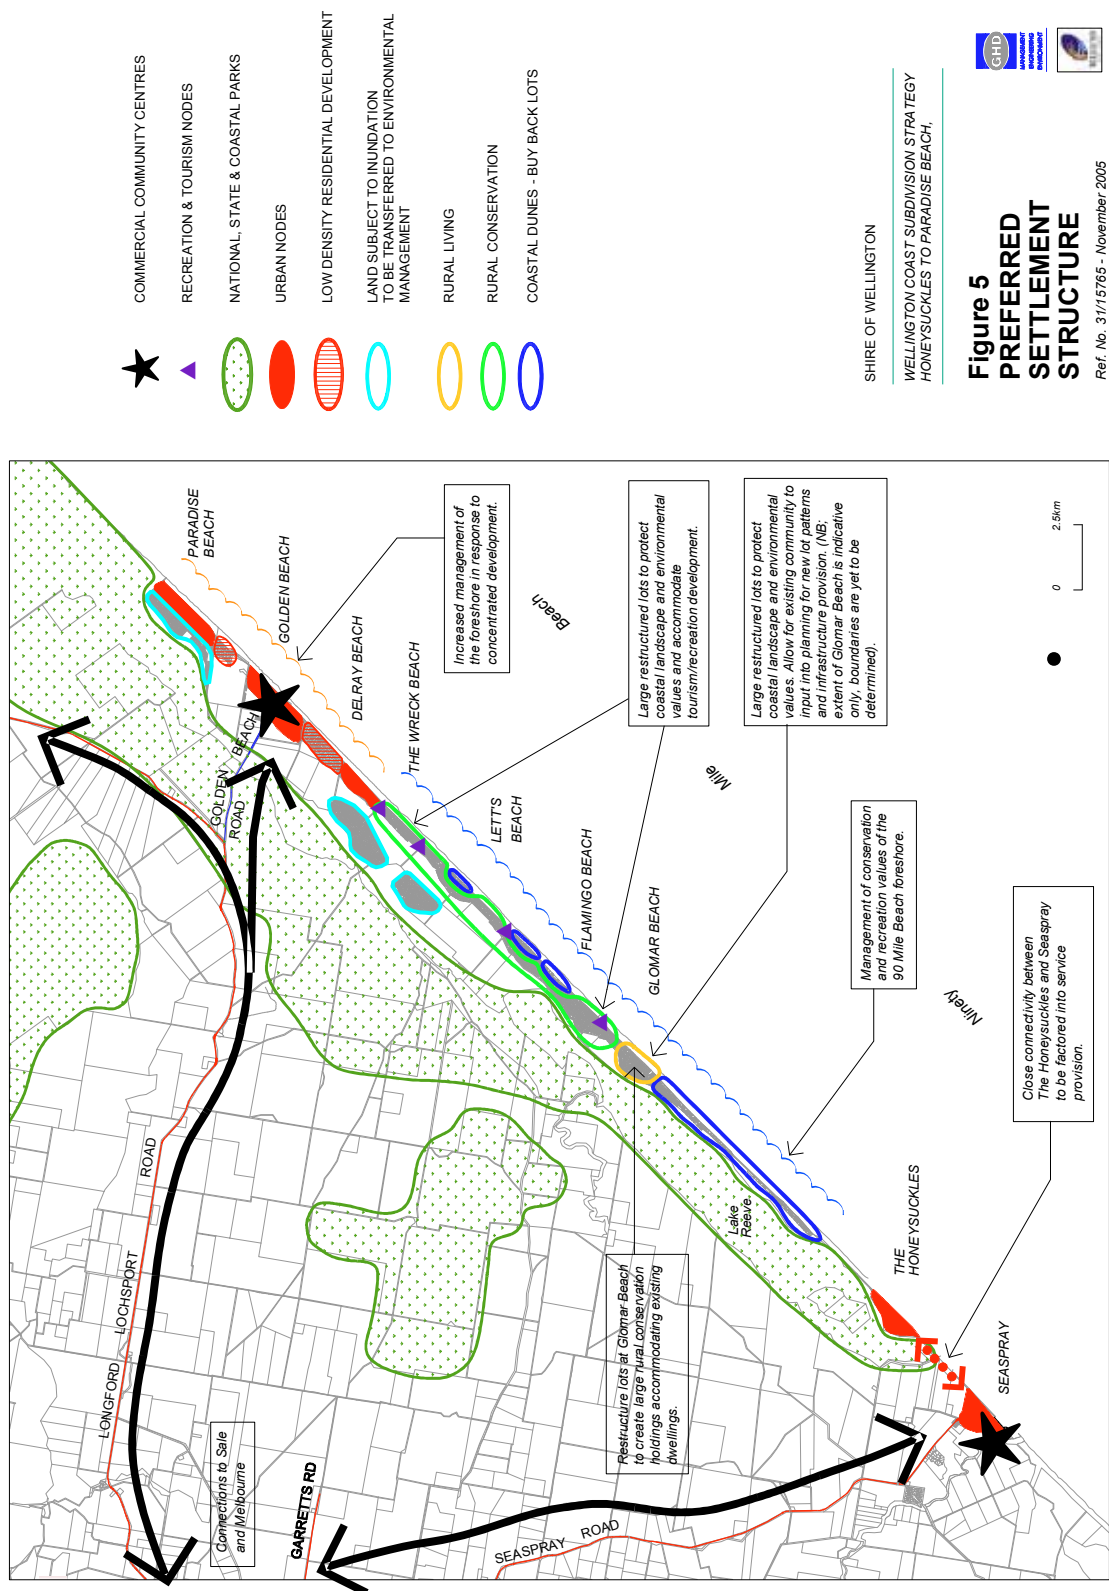 COMMERCIAL COMMUNITY CENTRES
RECREATION & TOURISM NODES
NATIONAL, STATE & COASTAL PARKS
URBAN NODES
LOW DENSITY RESIDENTIAL DEVELOPMENT
LAND SUBJECT TO INUNDATION
TO BE TRANSFERRED TO ENVIRONMENTAL
MANAGEMENT
RURAL LIVING
RURAL CONSERVATION
COASTAL DUNES - BUY BACK LOTS
SHIRE OF WELLINGTON
WELLINGTON COAST SUBDIVISION STRATEGY
HONEYSUCKLES TO PARADISE BEACH,
Figure 5
PREFERRED
SETTLEMENT
STRUCTURE
Ref. No. 31/15765 - November 2005
GHD
MANAGEMENT
ENGINEERING
ENVIRONMENT
PARADISE
BEACH
GOLDEN BEACH
DELRAY BEACH
THE WRECK BEACH
LETT'S
BEACH
FLAMINGO BEACH
GLOMAR BEACH
THE
HONEYSUCKLES
SEASPRAY
Ninety
Mile
Beach
Lake
Reeve
GOLDEN BEACH
ROAD
LONGFORD LOCHSPORT ROAD
GARRETTS RD
SEASPRAY ROAD
Connections to Sale
and Melbourne
Increased management of
the foreshore in response to
concentrated development.
Large restructured lots to protect
coastal landscape and environmental
values and accommodate
tourism/recreation development.
Large restructured lots to protect
coastal landscape and environmental
values. Allow for existing community to
input into planning for new lot patterns
and infrastructure provision. (NB;
extent of Glomar Beach is indicative
only, boundaries are yet to be
determined).
Management of conservation
and recreation values of the
90 Mile Beach foreshore.
Close connectivity between
The Honeysuckles and Seaspray
to be factored into service
provision.
Restructure lots at Glomar Beach
to create large rural conservation
holdings accommodating existing
dwellings.
0 2.5km